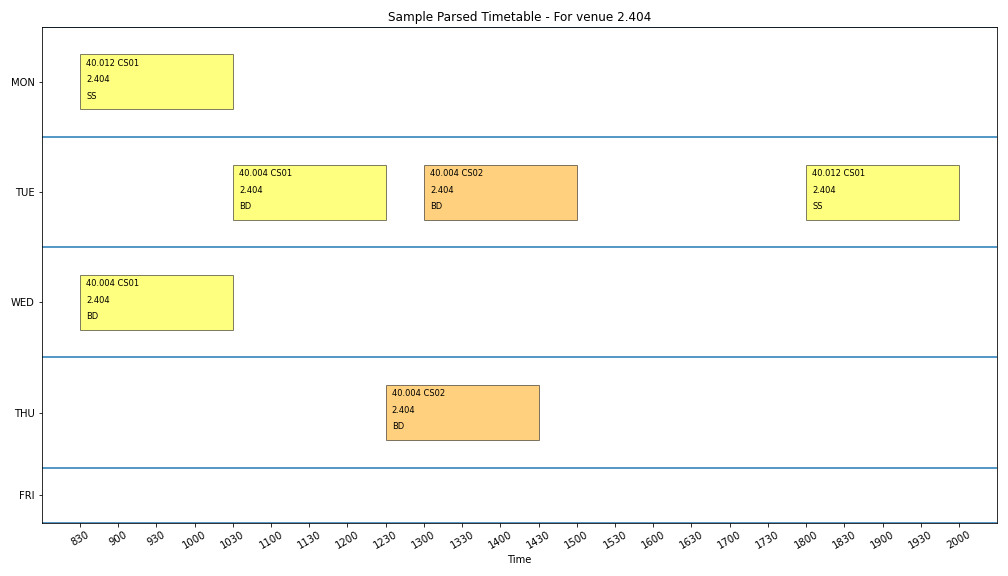 Sample Parsed Timetable - For venue 2.404
MON
40.012 CS01
2.404
SS
TUE
40.004 CS01
2.404
BD
40.004 CS02
2.404
BD
40.012 CS01
2.404
SS
WED
40.004 CS01
2.404
BD
THU
40.004 CS02
2.404
BD
FRI
830 900 930 1000 1030 1100 1130 1200 1230 1300 1330 1400 1430 1500 1530 1600 1630 1700 1730 1800 1830 1900 1930 2000
Time